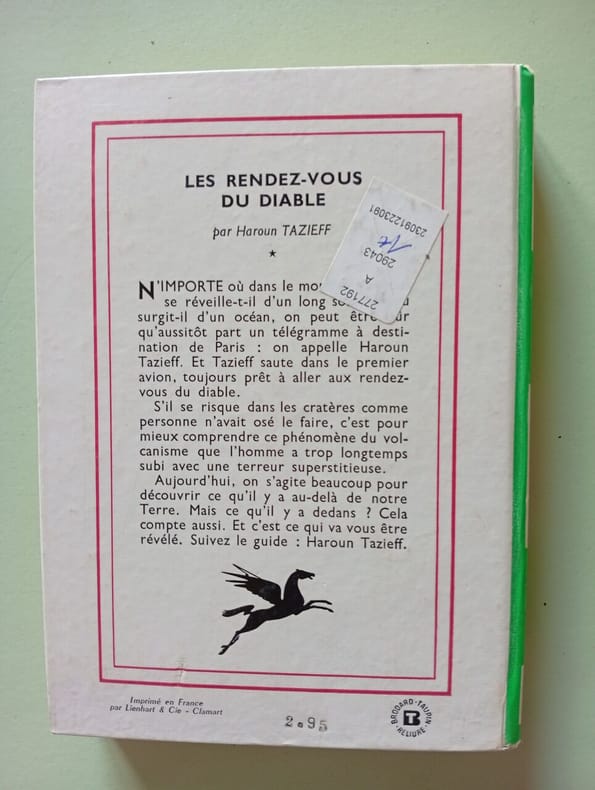 LES RENDEZ-VOUS
DU DIABLE
par Haroun TAZIEFF
23091223091
1€
29043
A
277192
N'IMPORTE où dans le
se réveille-t-il d'un long
surgit-il d'un océan, on peut être
qu'aussitôt part un télégramme à desti-
nation de Paris : on appelle Haroun
Tazieff. Et Tazieff saute dans le premier
avion, toujours prêt à aller aux rendez-
vous du diable.
S'il se risque dans les cratères comme
personne n'avait osé le faire, c'est pour
mieux comprendre ce phénomène du vol-
canisme que l'homme a trop longtemps
subi avec une terreur superstitieuse.
Aujourd'hui, on s'agite beaucoup pour
découvrir ce qu'il y a au-delà de notre
Terre. Mais ce qu'il y a dedans ? Cela
compte aussi. Et c'est ce qui va vous être
révélé. Suivez le guide : Haroun Tazieff.
Imprimé en France
par Lienhart & Cie - Clamart
2.95
BRODARD-TAUPIN
RELIURE